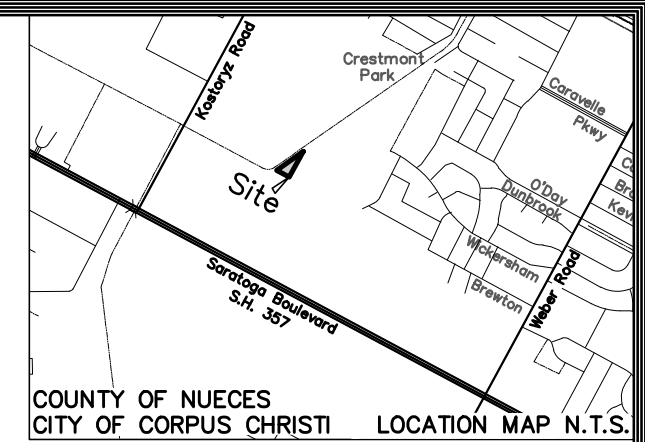 Crestmont
Park
Kostoryz Road
Caravelle
Pkwy
Site
O'Day
Dunbrook
Wickersham
Brewton
Weber Road
Saratoga Boulevard
S.H. 357
COUNTY OF NUECES
CITY OF CORPUS CHRISTI
LOCATION MAP N.T.S.